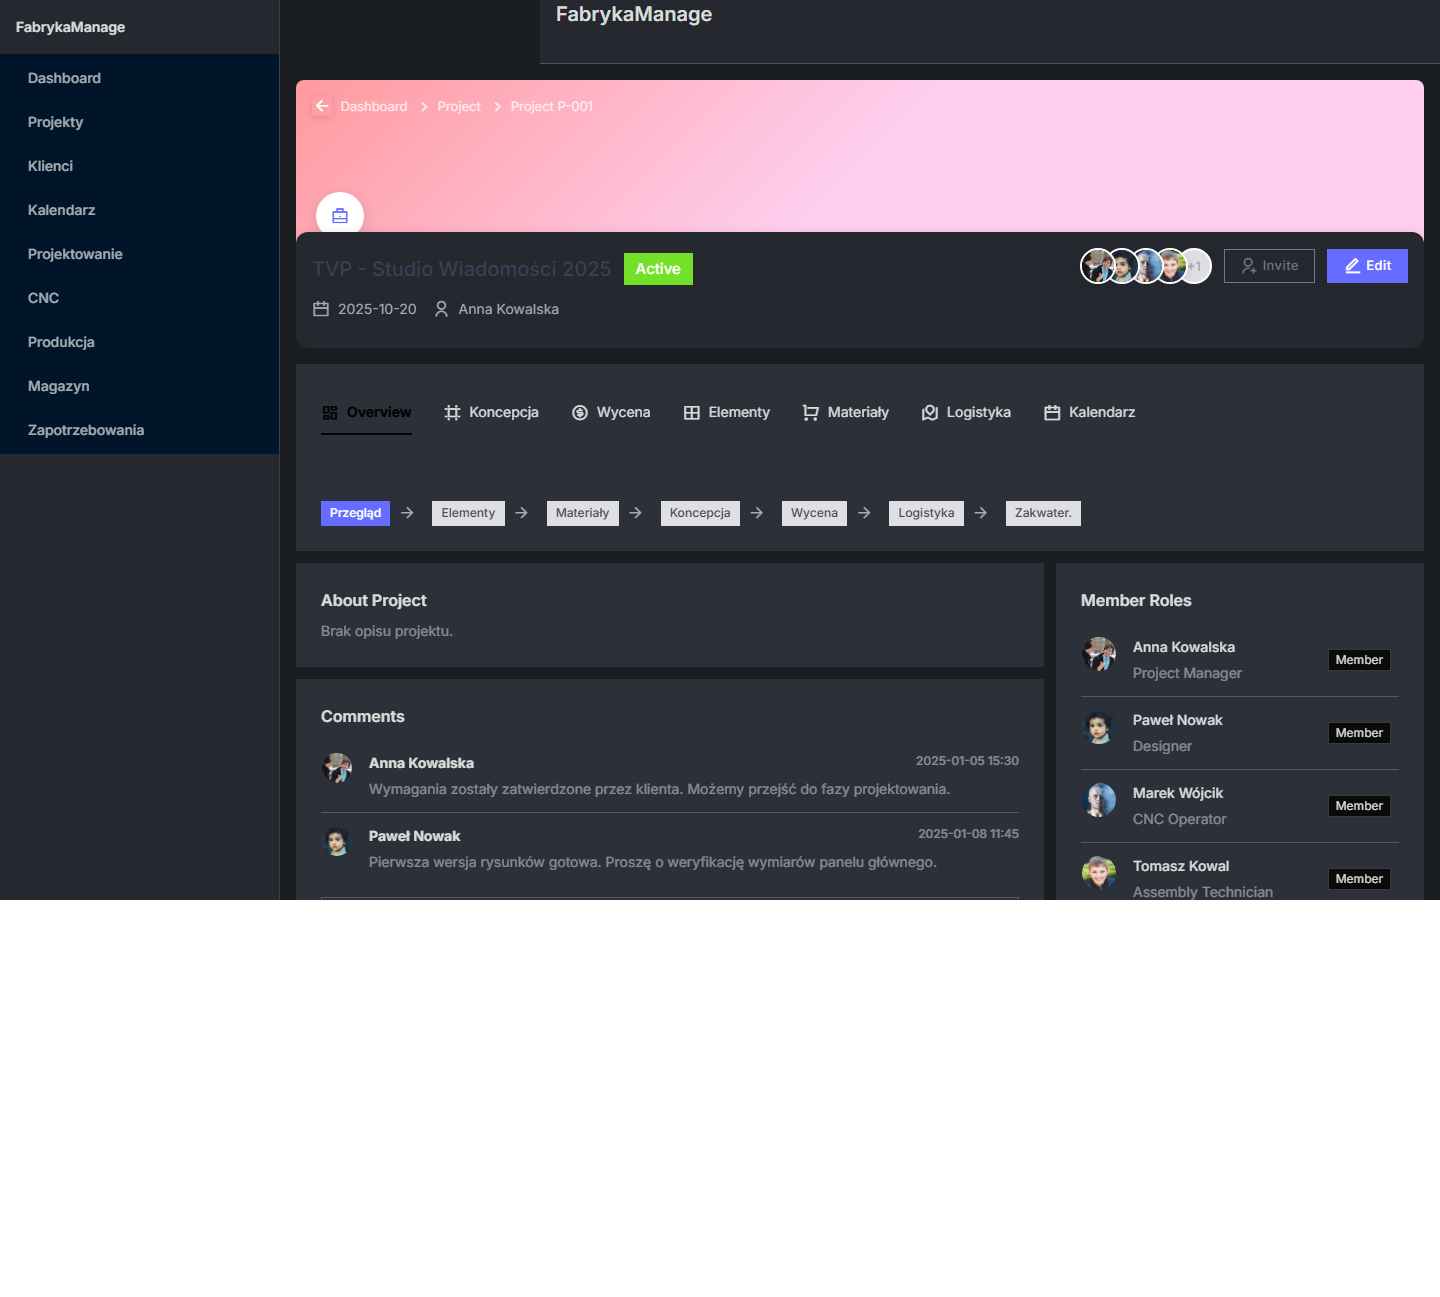 FabrykaManage
Dashboard
Projekty
Klienci
Kalendarz
Projektowanie
CNC
Produkcja
Magazyn
Zapotrzebowania
FabrykaManage
Dashboard Project Project P-001
TVP - Studio Wiadomości 2025 Active
+1 Invite Edit
2025-10-20 Anna Kowalska
Overview Koncepcja Wycena Elementy Materiały Logistyka Kalendarz
Przegląd Elementy Materiały Koncepcja Wycena Logistyka Zakwater.
About Project
Brak opisu projektu.
Comments
Anna Kowalska 2025-01-05 15:30
Wymagania zostały zatwierdzone przez klienta. Możemy przejść do fazy projektowania.
Paweł Nowak 2025-01-08 11:45
Pierwsza wersja rysunków gotowa. Proszę o weryfikację wymiarów panelu głównego.
Member Roles
Anna Kowalska
Project Manager
Member
Paweł Nowak
Designer
Member
Marek Wójcik
CNC Operator
Member
Tomasz Kowal
Assembly Technician
Member